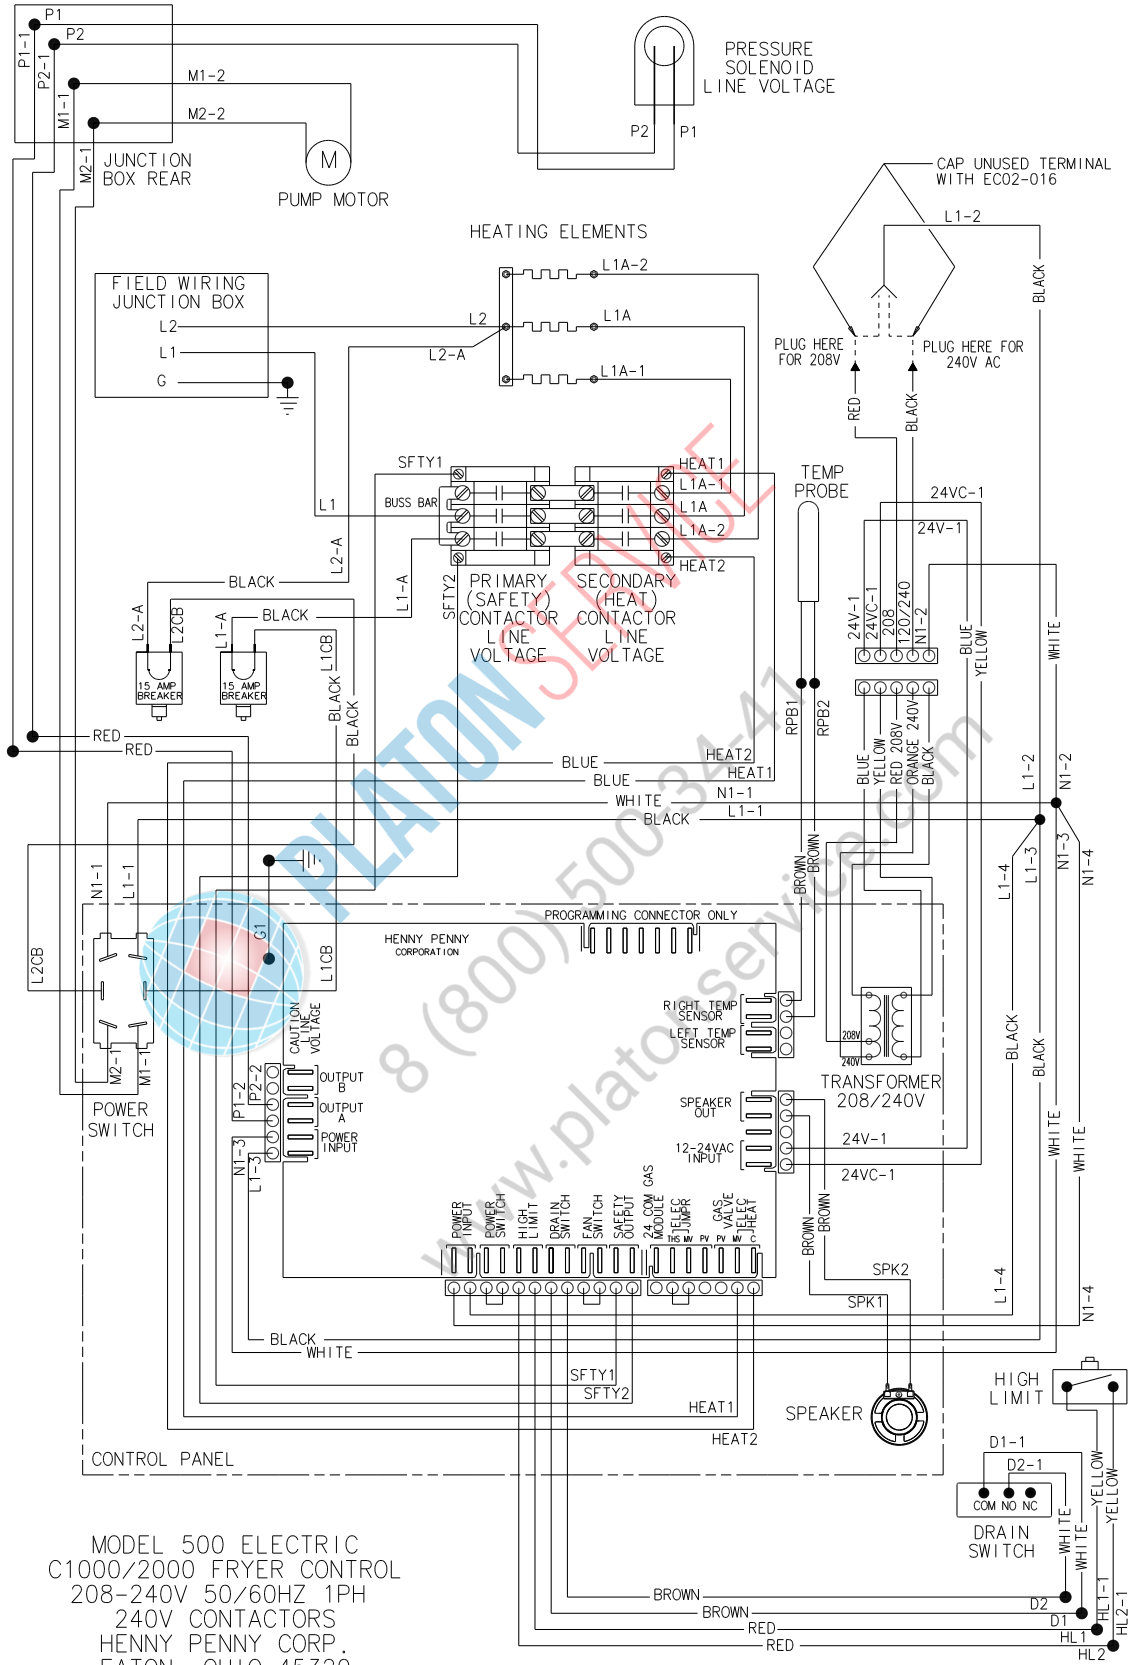 P1
P2
P1-1
P2-1
M1-1
M2-1
M1-2
M2-2
JUNCTION
BOX REAR
M
PUMP MOTOR
P2
P1
PRESSURE
SOLENOID
LINE VOLTAGE
CAP UNUSED TERMINAL
WITH EC02-016
L1-2
BLACK
PLUG HERE
FOR 208V
PLUG HERE FOR
240V AC
RED
BLACK
HEATING ELEMENTS
L1A-2
L1A
L1A-1
L2
L2-A
FIELD WIRING
JUNCTION BOX
L2
L1
G
SFTY1
BUSS BAR
L1
L2-A
L1-A
SFTY2
HEAT1
L1A-1
L1A
L1A-2
HEAT2
PRIMARY
(SAFETY)
CONTACTOR
LINE
VOLTAGE
SECONDARY
(HEAT)
CONTACTOR
LINE
VOLTAGE
TEMP
PROBE
24VC-1
24V-1
24V-1
24VC-1
208
120/240
N1-2
BLUE
YELLOW
WHITE
BLACK
BLACK
L2-A
L2CB
L1-A
L1CB
15 AMP
BREAKER
15 AMP
BREAKER
BLACK
BLACK
RED
RED
RPB1
RPB2
BLUE
YELLOW
RED 208V
ORANGE 240V
BLACK
BLUE
HEAT2
BLUE
HEAT1
WHITE
N1-1
BLACK
L1-1
L1-2
N1-2
L1-4
L1-3
N1-3
N1-4
BROWN
BROWN
N1-1
L1-1
L2CB
G1
L1CB
HENNY PENNY
CORPORATION
PROGRAMMING CONNECTOR ONLY
CAUTION
LINE
VOLTAGE
RIGHT TEMP
SENSOR
LEFT TEMP
SENSOR
208V
240V
TRANSFORMER
208/240V
M2-1
M1-1
POWER
SWITCH
P1-2
P2-2
N1-3
L1-3
OUTPUT
B
OUTPUT
A
POWER
INPUT
SPEAKER
OUT
12-24VAC
INPUT
24V-1
24VC-1
BLACK
BLACK
WHITE
WHITE
POWER
INPUT
POWER
SWITCH
HIGH
LIMIT
DRAIN
SWITCH
FAN
SWITCH
SAFETY
OUTPUT
24 COM GAS
MODULE
ELEC
JMPR
GAS
VALVE
ELEC
HEAT
THS MV PV PV MV C
BROWN
BROWN
SPK2
SPK1
L1-4
N1-4
BLACK
WHITE
SFTY1
SFTY2
HEAT1
HEAT2
SPEAKER
HIGH
LIMIT
CONTROL PANEL
D1-1
D2-1
COM NO NC
DRAIN
SWITCH
WHITE
WHITE
YELLOW
YELLOW
BROWN
D2
BROWN
D1
RED
HL1
RED
HL2
HL1-1
HL2-1
MODEL 500 ELECTRIC
C1000/2000 FRYER CONTROL
208-240V 50/60HZ 1PH
240V CONTACTORS
HENNY PENNY CORP.
EATON, OHIO 45320
PLATONSERVICE
8 (800) 500-34-41
www.platonservice.com